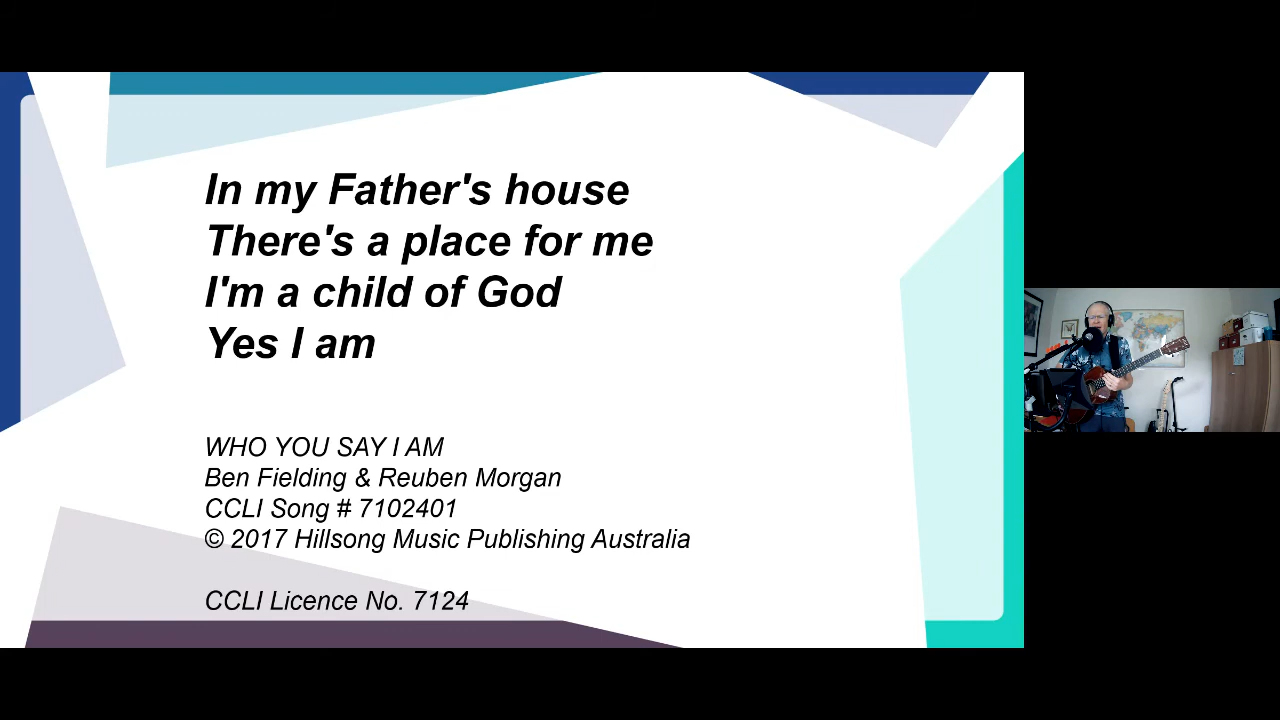 In my Father's house
There's a place for me
I'm a child of God
Yes I am
WHO YOU SAY I AM
Ben Fielding & Reuben Morgan
CCLI Song # 7102401
© 2017 Hillsong Music Publishing Australia
CCLI Licence No. 7124